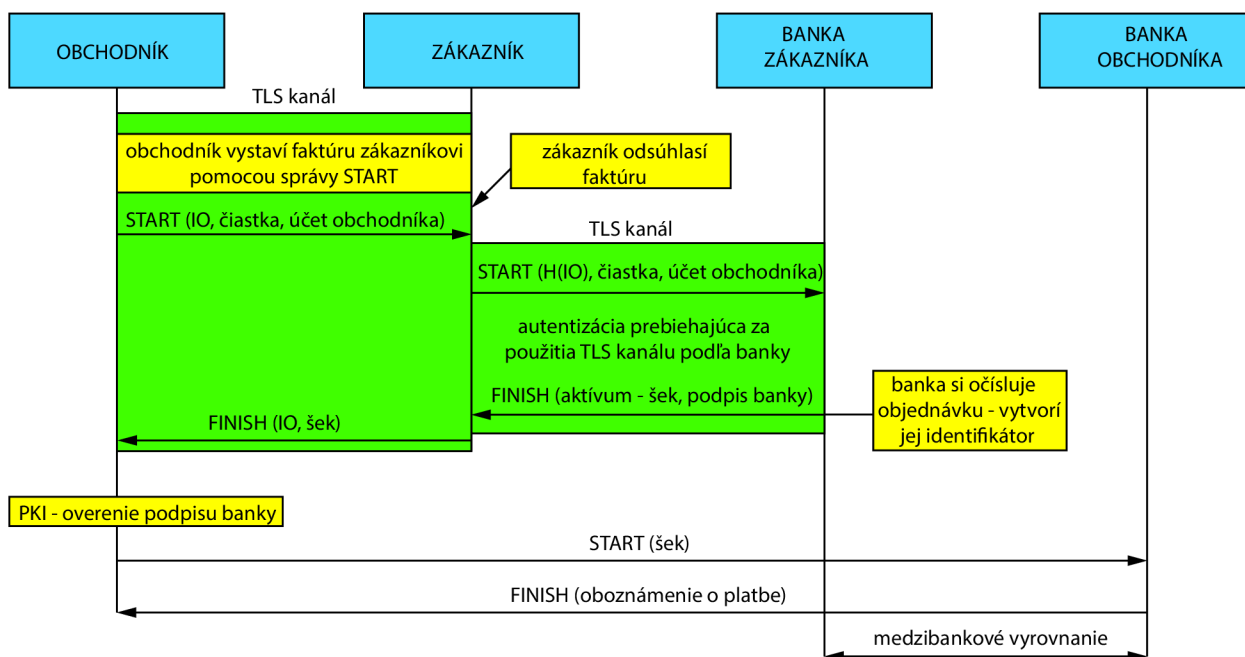 OBCHODNÍK
ZÁKAZNÍK
BANKA
ZÁKAZNÍKA
BANKA
OBCHODNÍKA
TLS kanál
obchodník vystaví faktúru zákazníkovi
pomocou správy START
zákazník odsúhlasí
faktúru
START (IO, čiastka, účet obchodníka)
TLS kanál
START (H(IO), čiastka, účet obchodníka)
autentizácia prebiehajúca za
použitia TLS kanálu podľa banky
FINISH (aktívum - šek, podpis banky)
banka si očísluje
objednávku - vytvorí
jej identifikátor
FINISH (IO, šek)
PKI - overenie podpisu banky
START (šek)
FINISH (oboznámenie o platbe)
medzibankové vyrovnanie